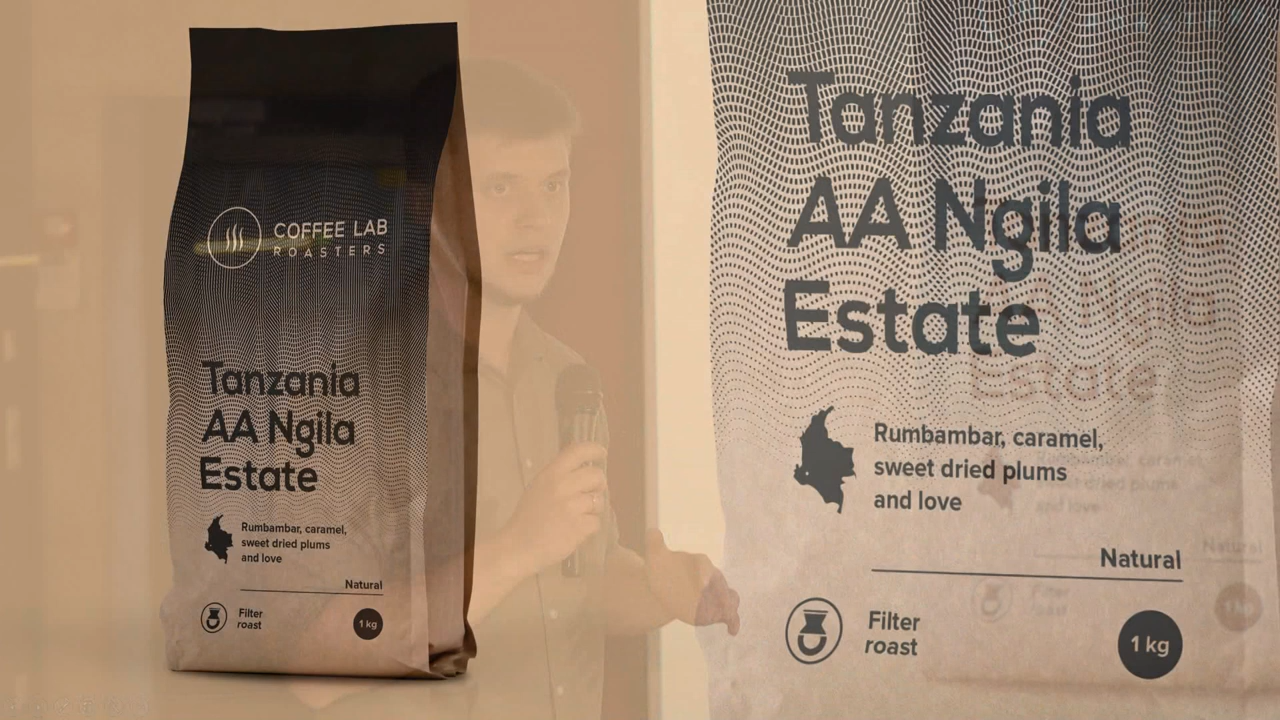 COFFEE LAB
ROASTERS
Tanzania
AA Ngila
Estate
Rumbambar, caramel,
sweet dried plums
and love
Natural
Filter
roast
1 kg
Tanzania
AA Ngila
Estate
Rumbambar, caramel,
sweet dried plums
and love
Natural
Filter
roast
1 kg